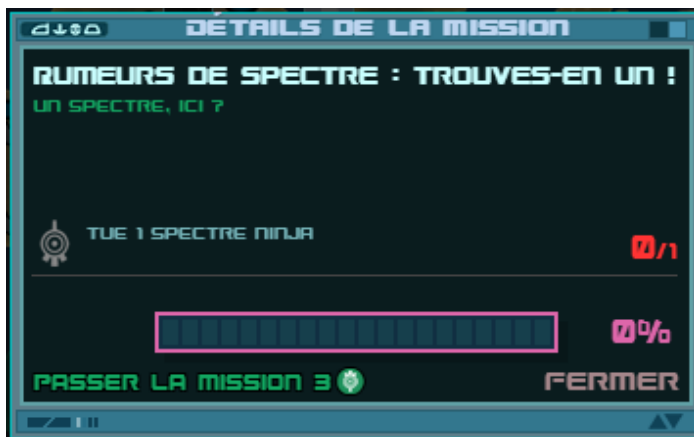 DÉTAILS DE LA MISSION
RUMEURS DE SPECTRE : TROUVES-EN UN !
UN SPECTRE, ICI ?
TUE 1 SPECTRE NINJA
0/1
0%
PASSER LA MISSION 3
FERMER